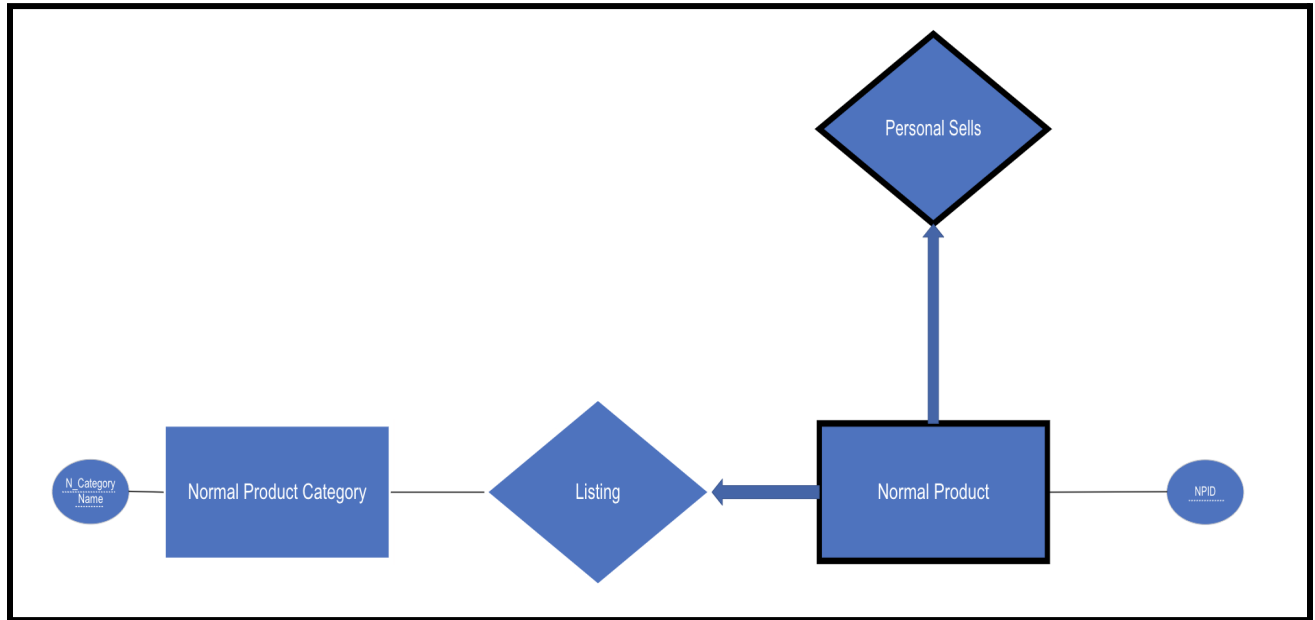 Personal Sells
N_Category
Name
Normal Product Category
Listing
Normal Product
NPID